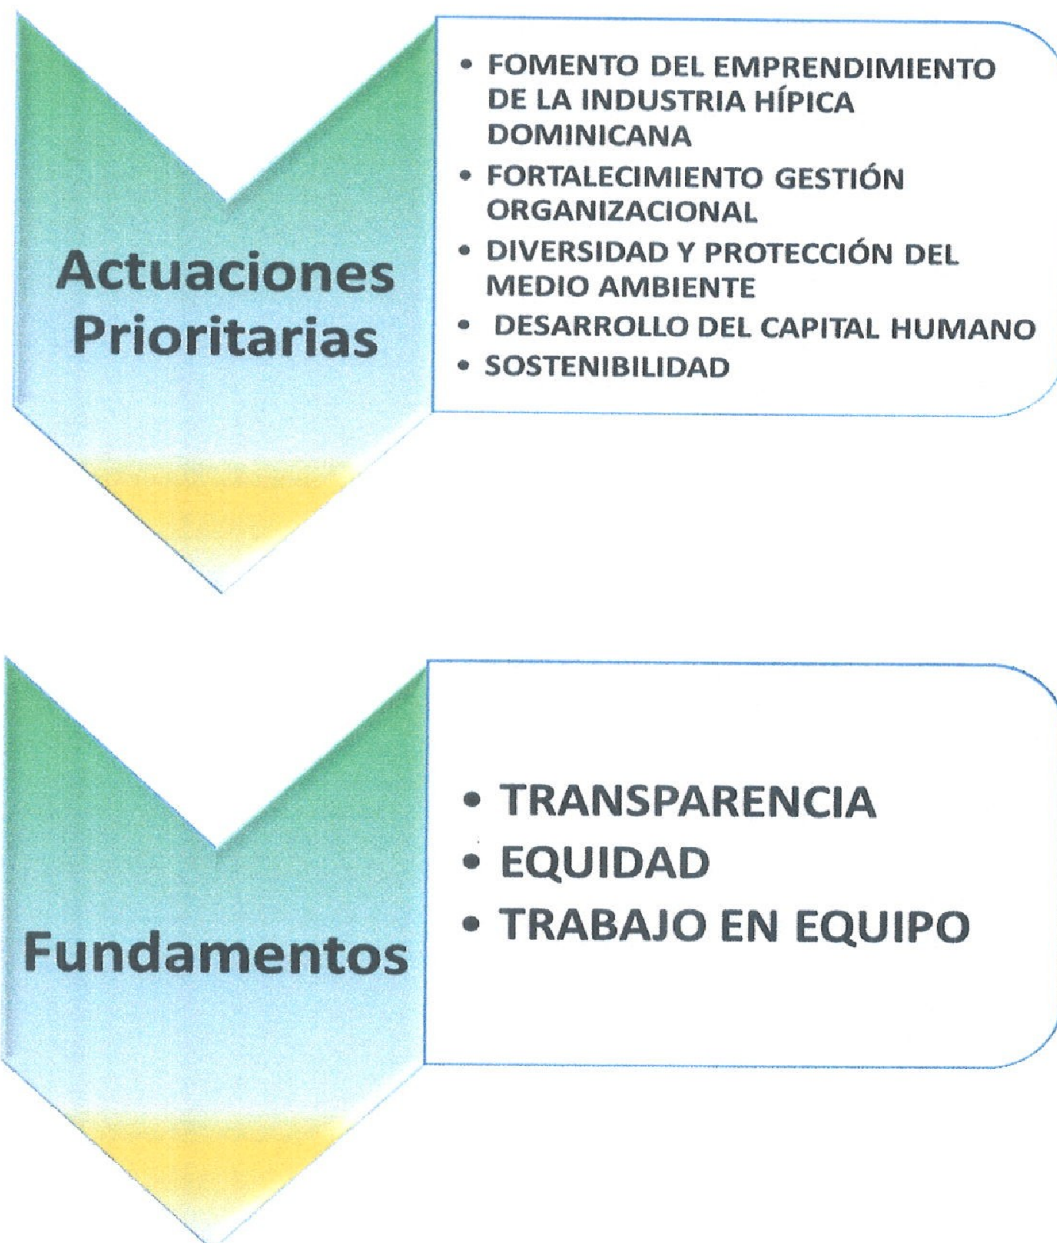 Actuaciones
Prioritarias
• FOMENTO DEL EMPRENDIMIENTO
DE LA INDUSTRIA HÍPICA
DOMINICANA
• FORTALECIMIENTO GESTIÓN
ORGANIZACIONAL
• DIVERSIDAD Y PROTECCIÓN DEL
MEDIO AMBIENTE
• DESARROLLO DEL CAPITAL HUMANO
• SOSTENIBILIDAD
Fundamentos
• TRANSPARENCIA
• EQUIDAD
• TRABAJO EN EQUIPO